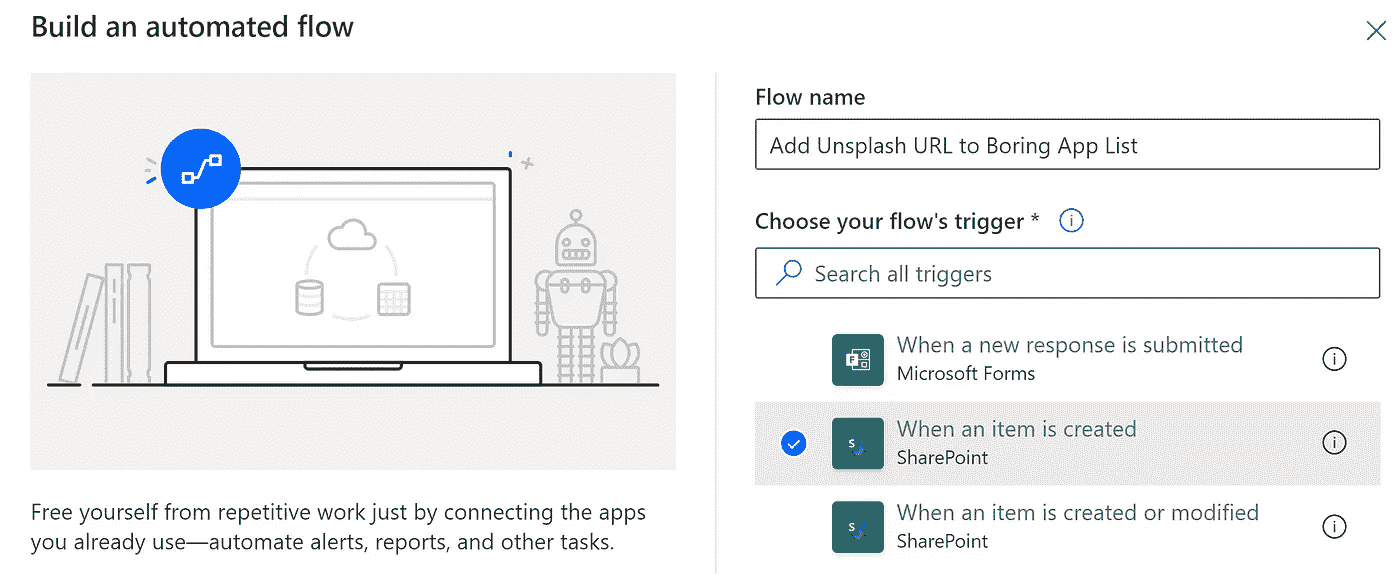 Build an automated flow
Free yourself from repetitive work just by connecting the apps
you already use—automate alerts, reports, and other tasks.
Flow name
Add Unsplash URL to Boring App List
Choose your flow's trigger *
Search all triggers
When a new response is submitted
Microsoft Forms
When an item is created
SharePoint
When an item is created or modified
SharePoint